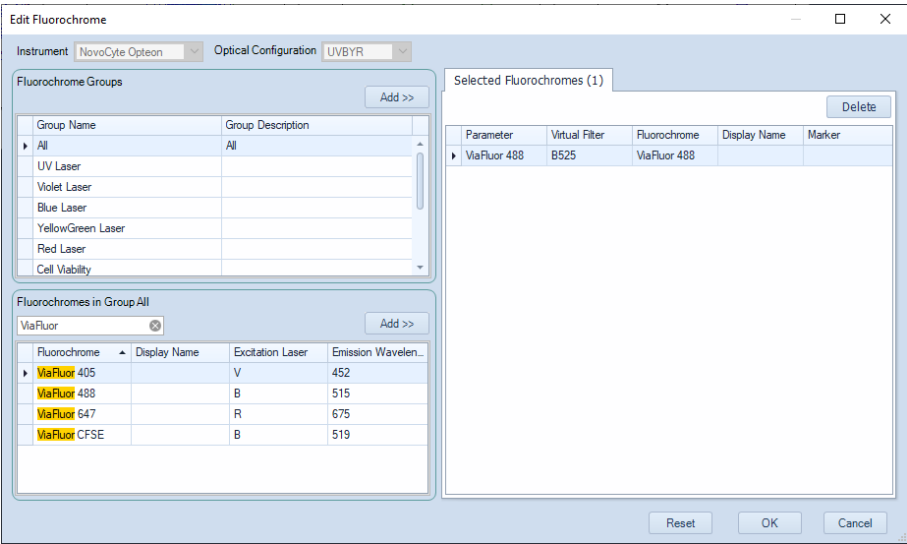 Edit Fluorochrome
Instrument NovoCyte Opteon Optical Configuration UVBYR
Fluorochrome Groups
Add >>
Group Name Group Description
All All
UV Laser
Violet Laser
Blue Laser
YellowGreen Laser
Red Laser
Cell Viability
Fluorochromes in Group All
ViaFluor Add >>
Fluorochrome Display Name Excitation Laser Emission Wavelen...
ViaFluor 405 V 452
ViaFluor 488 B 515
ViaFluor 647 R 675
ViaFluor CFSE B 519
Selected Fluorochromes (1)
Delete
Parameter Virtual Filter Fluorochrome Display Name Marker
ViaFluor 488 B525 ViaFluor 488
Reset OK Cancel